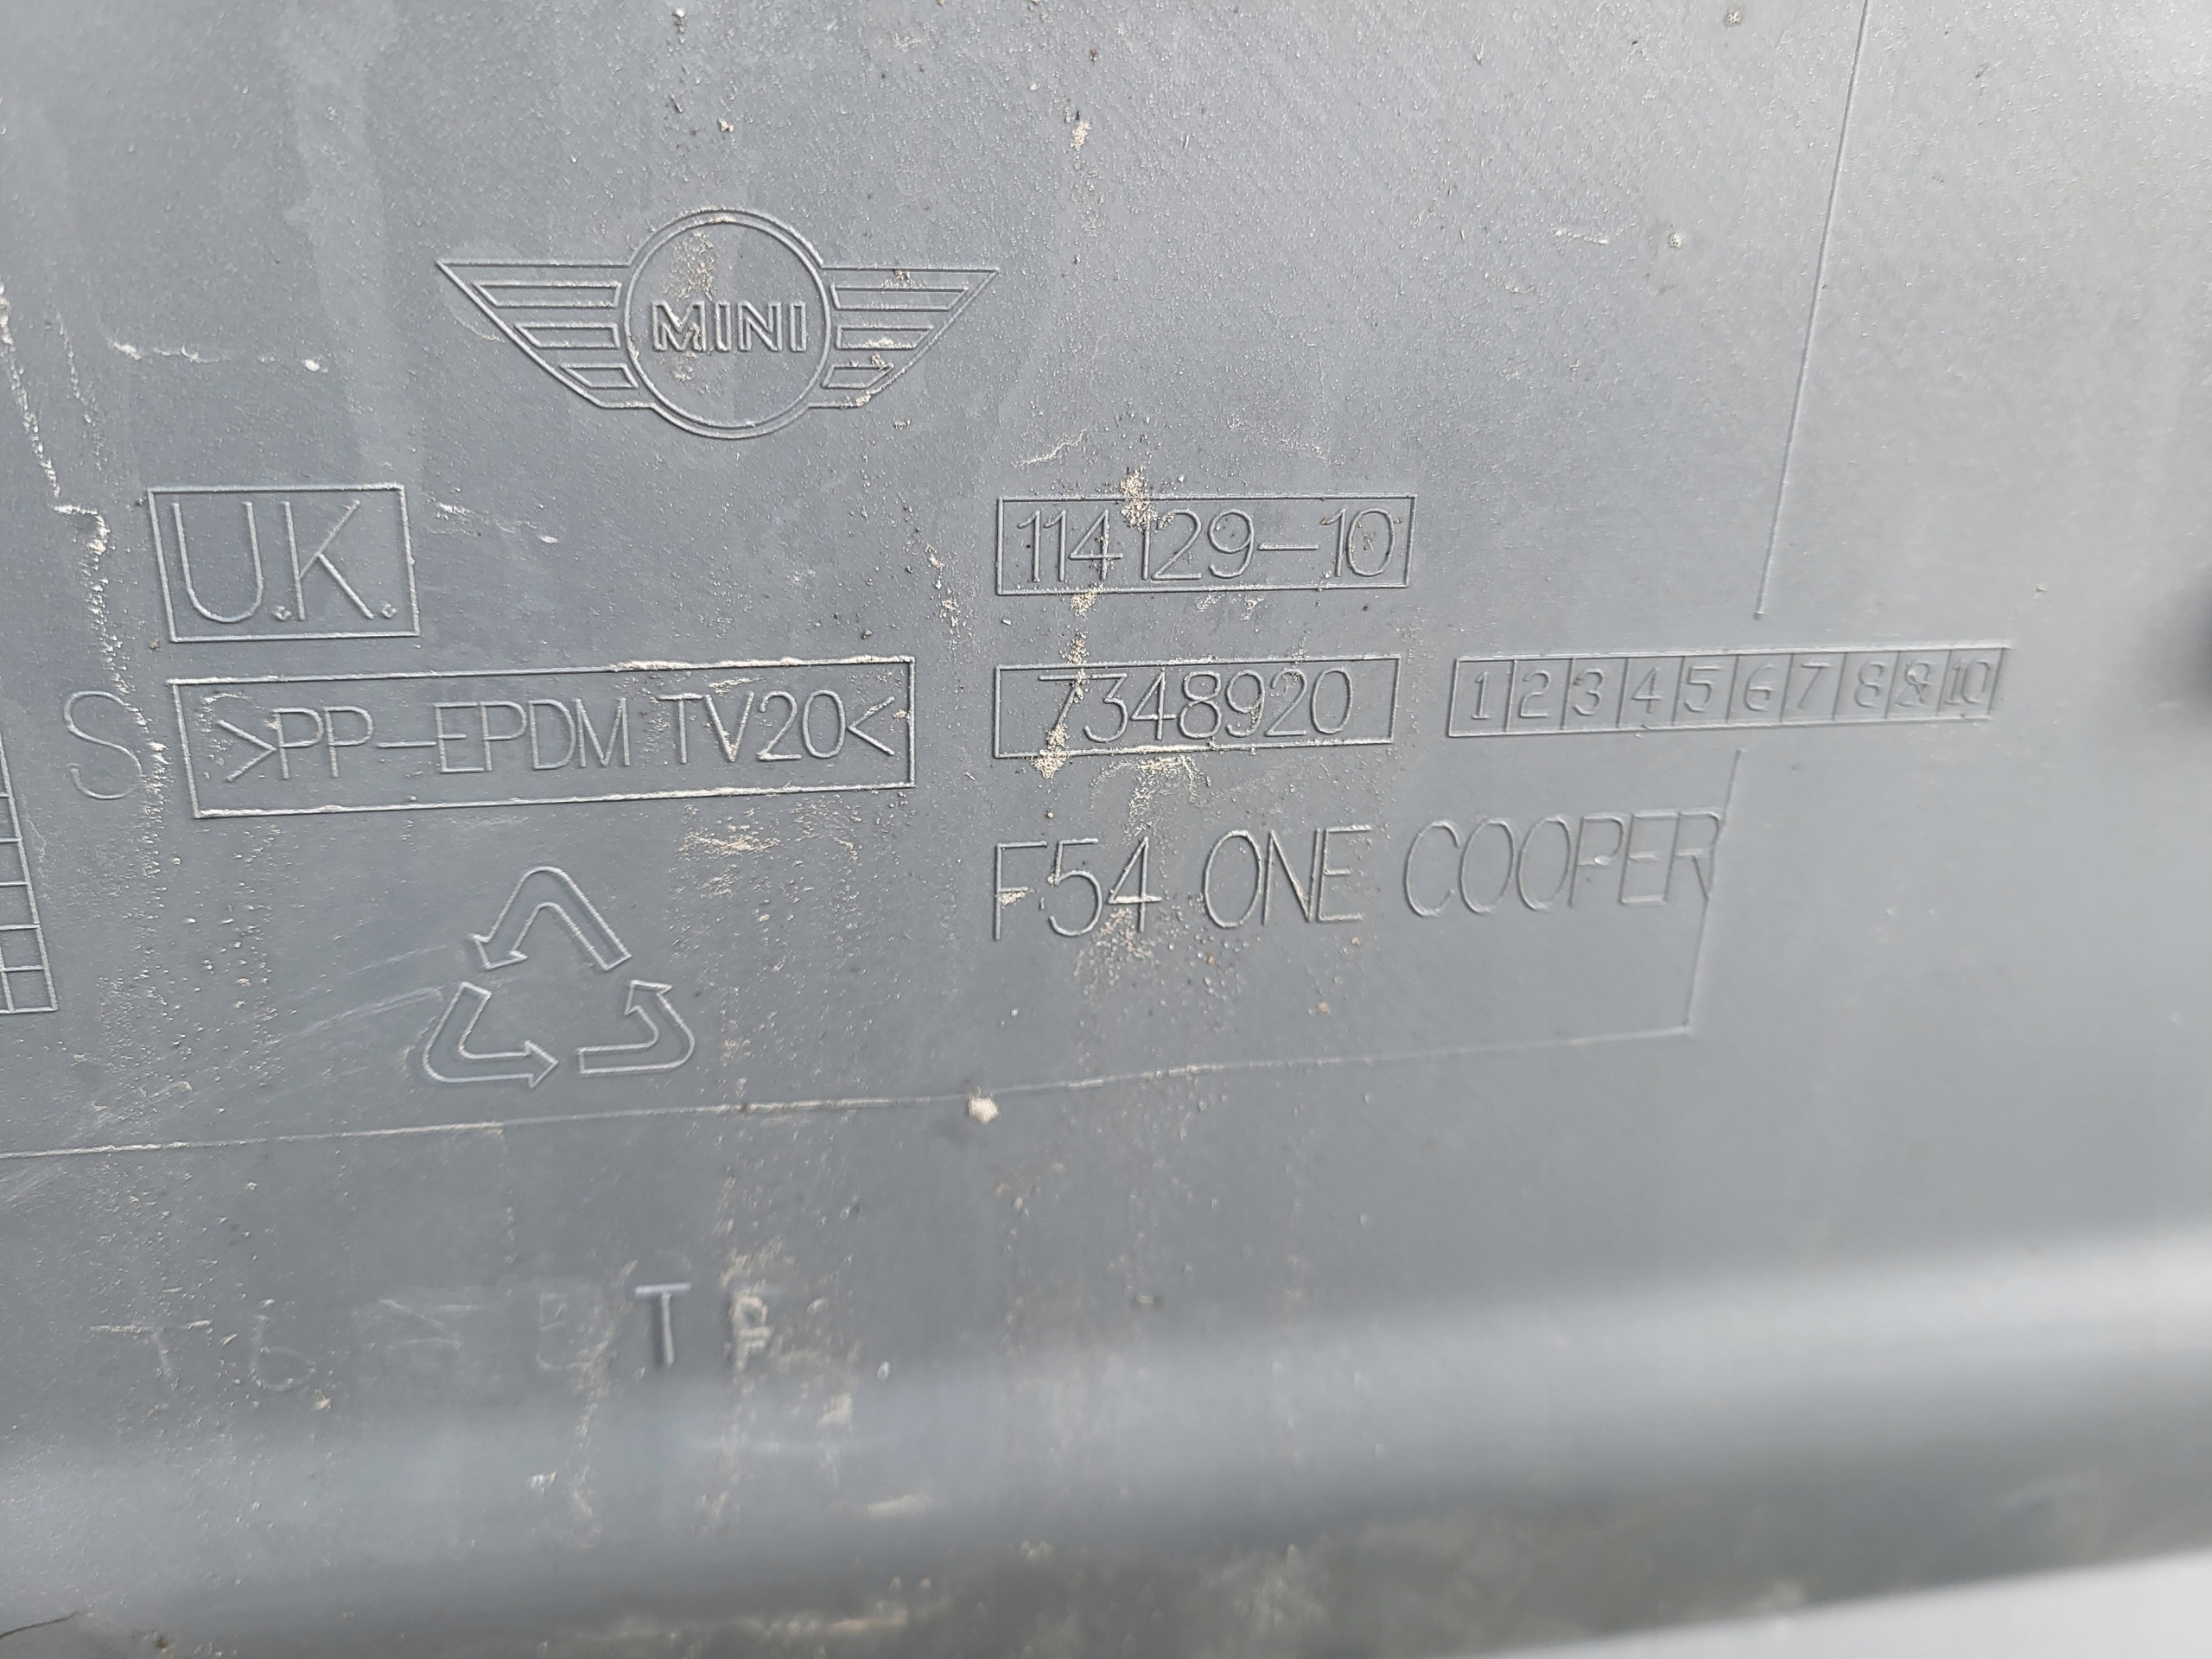 MINI
U.K.
114129-10
S >PP-EPDM TV20<
7348920
1 2 3 4 5 6 7 8 9 10
F54 ONE COOPER
T